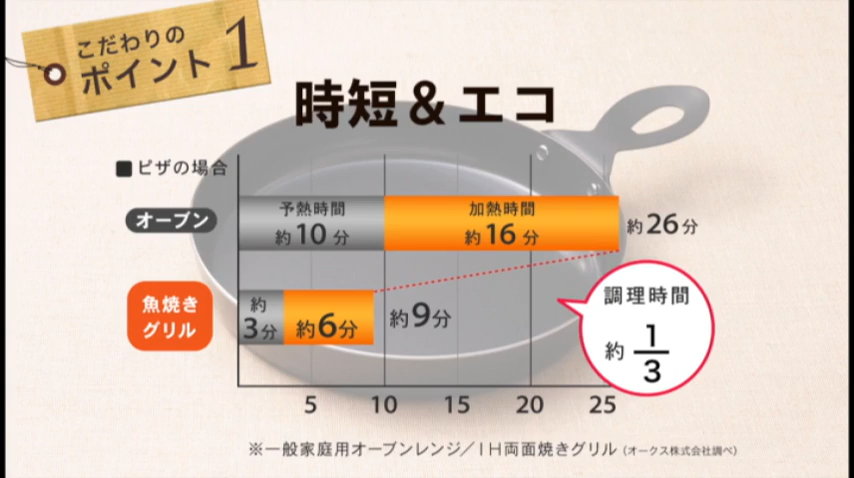 こだわりの
ポイント 1
時短＆エコ
■ピザの場合
オーブン
予熱時間
約10分
加熱時間
約16分
約26分
魚焼き
グリル
約
3分
約6分
約9分
調理時間
約1/3
5 10 15 20 25
※一般家庭用オーブンレンジ／IH両面焼きグリル（オークス株式会社調べ）